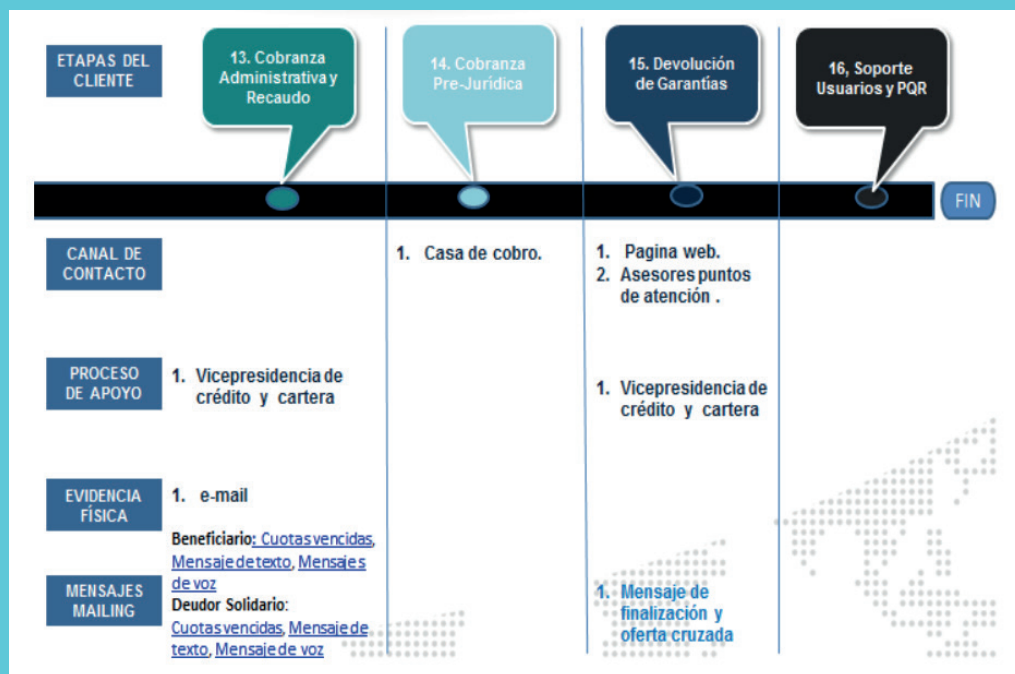 ETAPAS DEL
CLIENTE
13. Cobranza
Administrativa y
Recaudo
14. Cobranza
Pre-Jurídica
15. Devolución
de Garantías
16, Soporte
Usuarios y PQR
FIN
CANAL DE
CONTACTO
1. Casa de cobro.
1. Pagina web.
2. Asesores puntos
de atención .
PROCESO
DE APOYO
1. Vicepresidencia de
crédito y cartera
1. Vicepresidencia de
crédito y cartera
EVIDENCIA
FÍSICA
1. e-mail
MENSAJES
MAILING
Beneficiario: Cuotas vencidas,
Mensaje de texto, Mensajes
de voz
Deudor Solidario:
Cuotas vencidas, Mensaje de
texto, Mensaje de voz
1. Mensaje de
finalización y
oferta cruzada